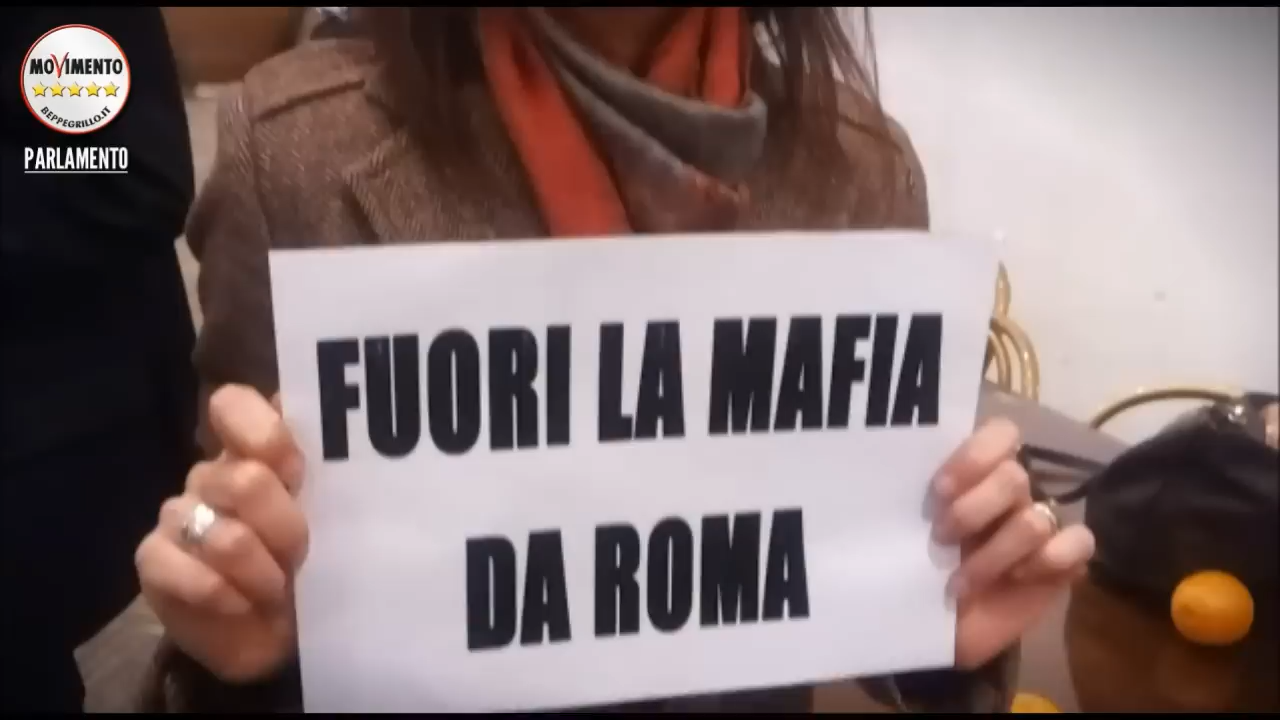 MOVIMENTO
BEPPEGRILLO.IT
PARLAMENTO
FUORI LA MAFIA
DA ROMA